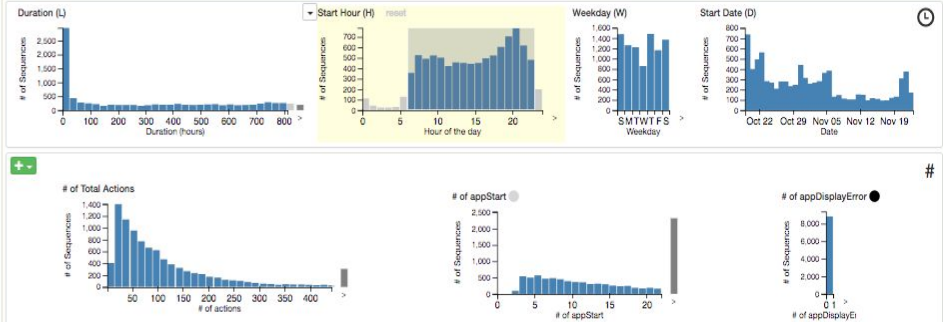 Duration (L)
# of Sequences
2,500
2,000
1,500
1,000
500
0
0 100 200 300 400 500 600 700 800 >
Duration (hours)
Start Hour (H) reset
# of Sequences
700
600
500
400
300
200
100
0
0 5 10 15 20 >
Hour of the day
Weekday (W)
# of Sequences
1,600
1,400
1,200
1,000
800
600
400
200
0
S M T W T F S >
Weekday
Start Date (D)
# of Sequences
800
700
600
500
400
300
200
100
0
Oct 22 Oct 29 Nov 05 Nov 12 Nov 19
Date
+
#
# of Total Actions
# of Sequences
1,400
1,200
1,000
800
600
400
200
0
50 100 150 200 250 300 350 400 >
# of actions
# of appStart
# of Sequences
2,500
2,000
1,500
1,000
500
0
0 5 10 15 20 >
# of appStart
# of appDisplayError
# of Sequences
8,000
6,000
4,000
2,000
0
0 1 >
# of appDisplayEr